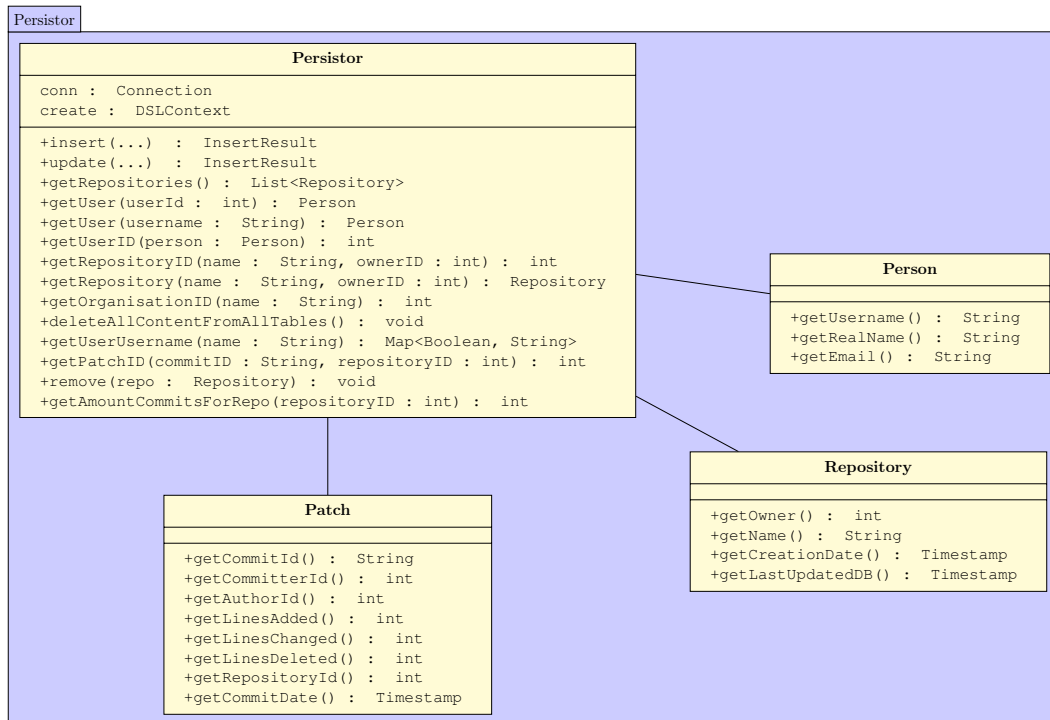 Persistor
Persistor
conn : Connection
create : DSLContext
+insert(...) : InsertResult
+update(...) : InsertResult
+getRepositories() : List<Repository>
+getUser(userId : int) : Person
+getUser(username : String) : Person
+getUserID(person : Person) : int
+getRepositoryID(name : String, ownerID : int) : int
+getRepository(name : String, ownerID : int) : Repository
+getOrganisationID(name : String) : int
+deleteAllContentFromAllTables() : void
+getUserUsername(name : String) : Map<Boolean, String>
+getPatchID(commitID : String, repositoryID : int) : int
+remove(repo : Repository) : void
+getAmountCommitsForRepo(repositoryID : int) : int
Person
+getUsername() : String
+getRealName() : String
+getEmail() : String
Repository
+getOwner() : int
+getName() : String
+getCreationDate() : Timestamp
+getLastUpdatedDB() : Timestamp
Patch
+getCommitId() : String
+getCommitterId() : int
+getAuthorId() : int
+getLinesAdded() : int
+getLinesChanged() : int
+getLinesDeleted() : int
+getRepositoryId() : int
+getCommitDate() : Timestamp